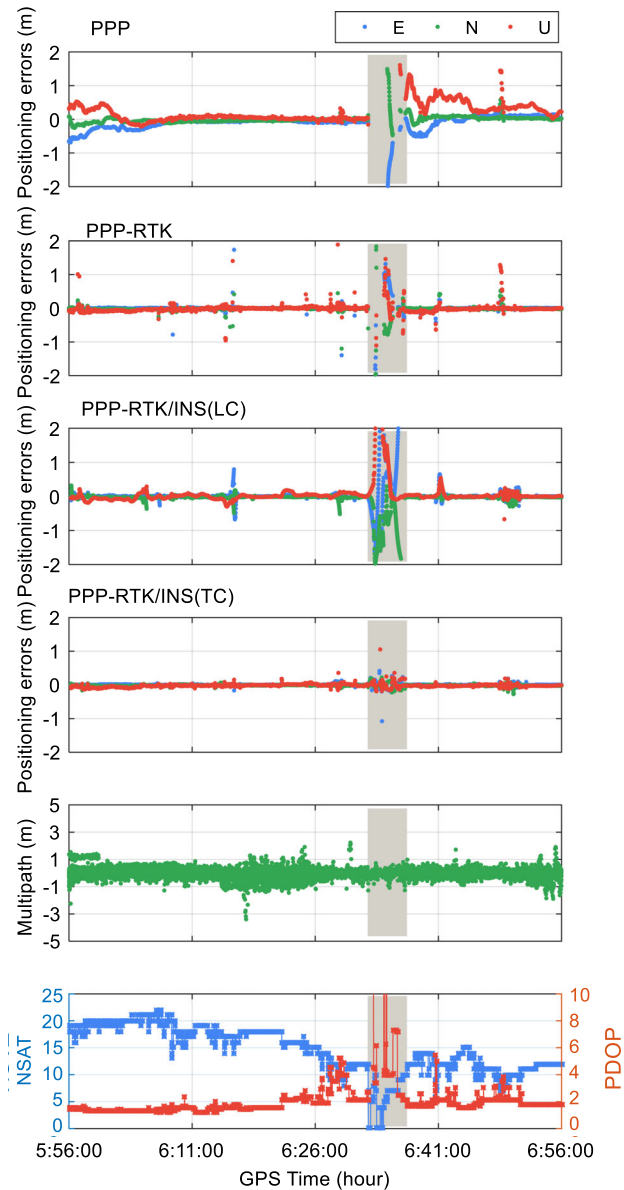 PPP
E N U
Positioning errors (m)
2
1
0
-1
-2
PPP-RTK
Positioning errors (m)
2
1
0
-1
-2
PPP-RTK/INS(LC)
Positioning errors (m)
2
1
0
-1
-2
PPP-RTK/INS(TC)
Positioning errors (m)
2
1
0
-1
-2
Multipath (m)
5
3
1
-1
-3
-5
NSAT
25
20
15
10
5
0
PDOP
10
8
6
4
2
0
5:56:00 6:11:00 6:26:00 6:41:00 6:56:00
GPS Time (hour)